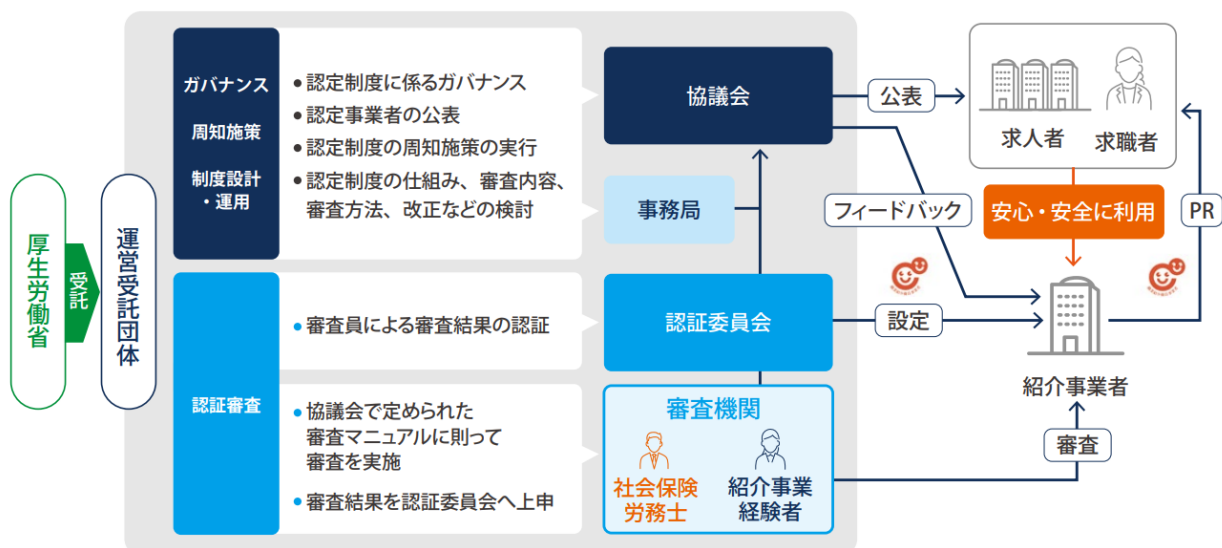 厚生労働省
受託
運営受託団体
ガバナンス
周知施策
制度設計
・運用
● 認定制度に係るガバナンス
● 認定事業者の公表
● 認定制度の周知施策の実行
● 認定制度の仕組み、審査内容、
審査方法、改正などの検討
協議会
事務局
認証審査
● 審査員による審査結果の認証
認証委員会
● 協議会で定められた
審査マニュアルに則って
審査を実施
● 審査結果を認証委員会へ上申
審査機関
社会保険
労務士
紹介事業
経験者
公表
フィードバック
設定
審査
求人者
求職者
安心・安全に利用
PR
紹介事業者